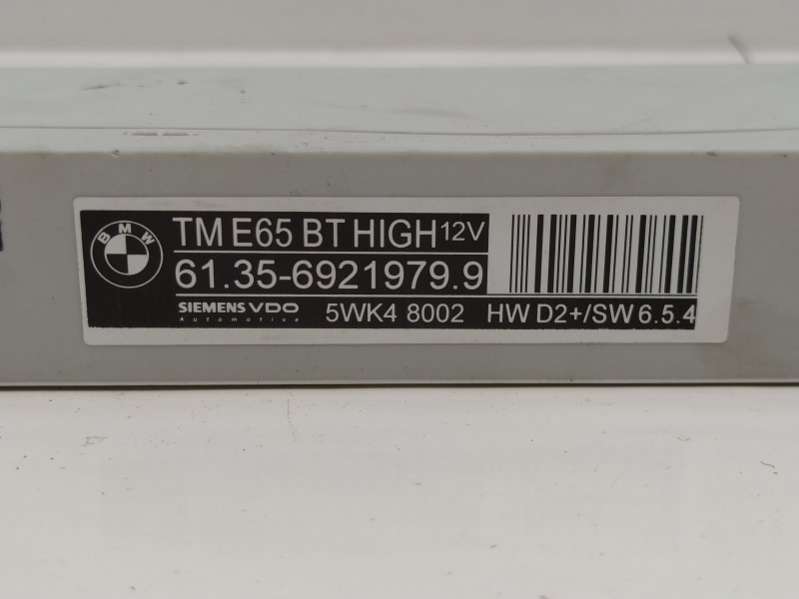 BMW
TM E65 BT HIGH 12V
61.35-6921979.9
SIEMENS VDO
Automotive
5WK4 8002 HW D2+/SW 6.5.4